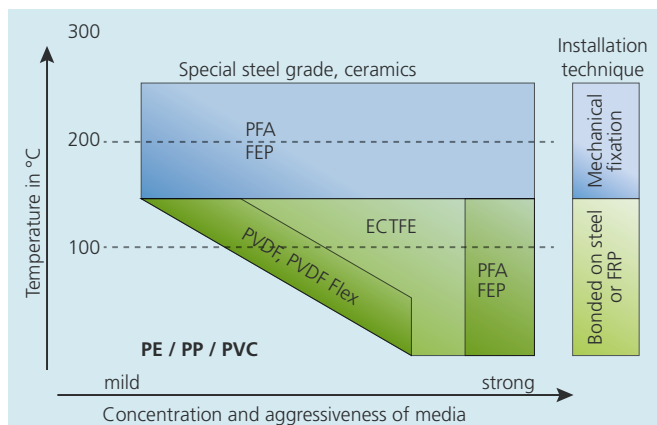 300
Installation
technique
Special steel grade, ceramics
PFA
FEP
200
Mechanical
fixation
Temperature in °C
ECTFE
100
PVDF, PVDF Flex
PFA
FEP
Bonded on steel
or FRP
PE / PP / PVC
mild
strong
Concentration and aggressiveness of media